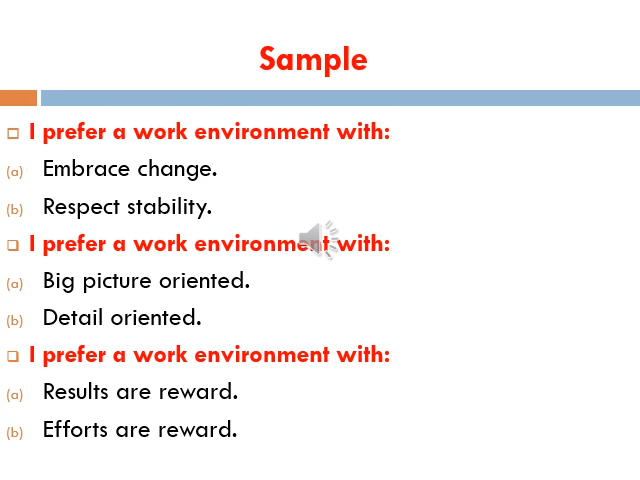 Sample
I prefer a work environment with:
(a) Embrace change.
(b) Respect stability.
I prefer a work environment with:
(a) Big picture oriented.
(b) Detail oriented.
I prefer a work environment with:
(a) Results are reward.
(b) Efforts are reward.